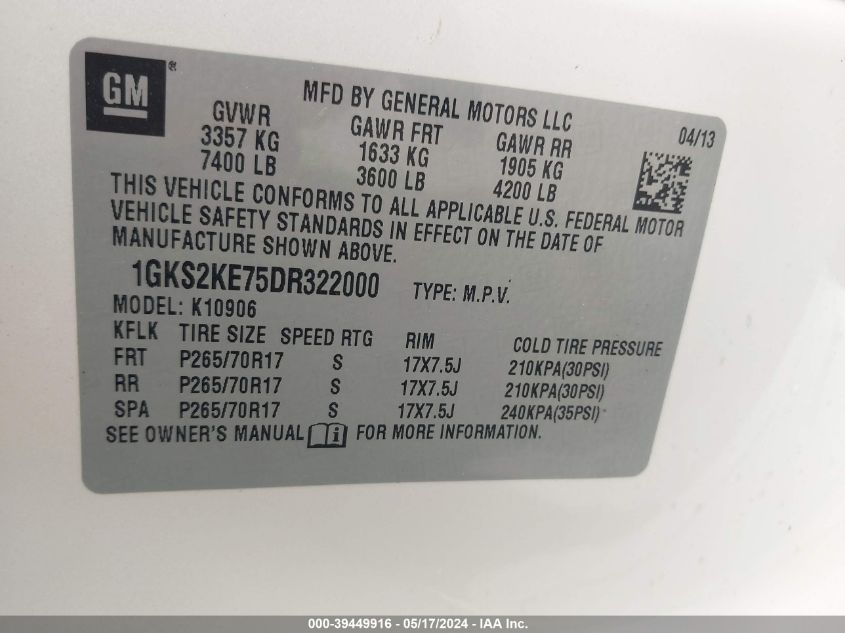 GM®
MFD BY GENERAL MOTORS LLC
04/13
GVWR GAWR FRT GAWR RR
3357 KG 1633 KG 1905 KG
7400 LB 3600 LB 4200 LB
THIS VEHICLE CONFORMS TO ALL APPLICABLE U.S. FEDERAL MOTOR
VEHICLE SAFETY STANDARDS IN EFFECT ON THE DATE OF
MANUFACTURE SHOWN ABOVE.
1GKS2KE75DR322000 TYPE: M.P.V.
MODEL: K10906
KFLK TIRE SIZE SPEED RTG RIM COLD TIRE PRESSURE
FRT P265/70R17 S 17X7.5J 210KPA(30PSI)
RR P265/70R17 S 17X7.5J 210KPA(30PSI)
SPA P265/70R17 S 17X7.5J 240KPA(35PSI)
SEE OWNER'S MANUAL i FOR MORE INFORMATION.
000-39449916 - 05/17/2024 - IAA Inc.